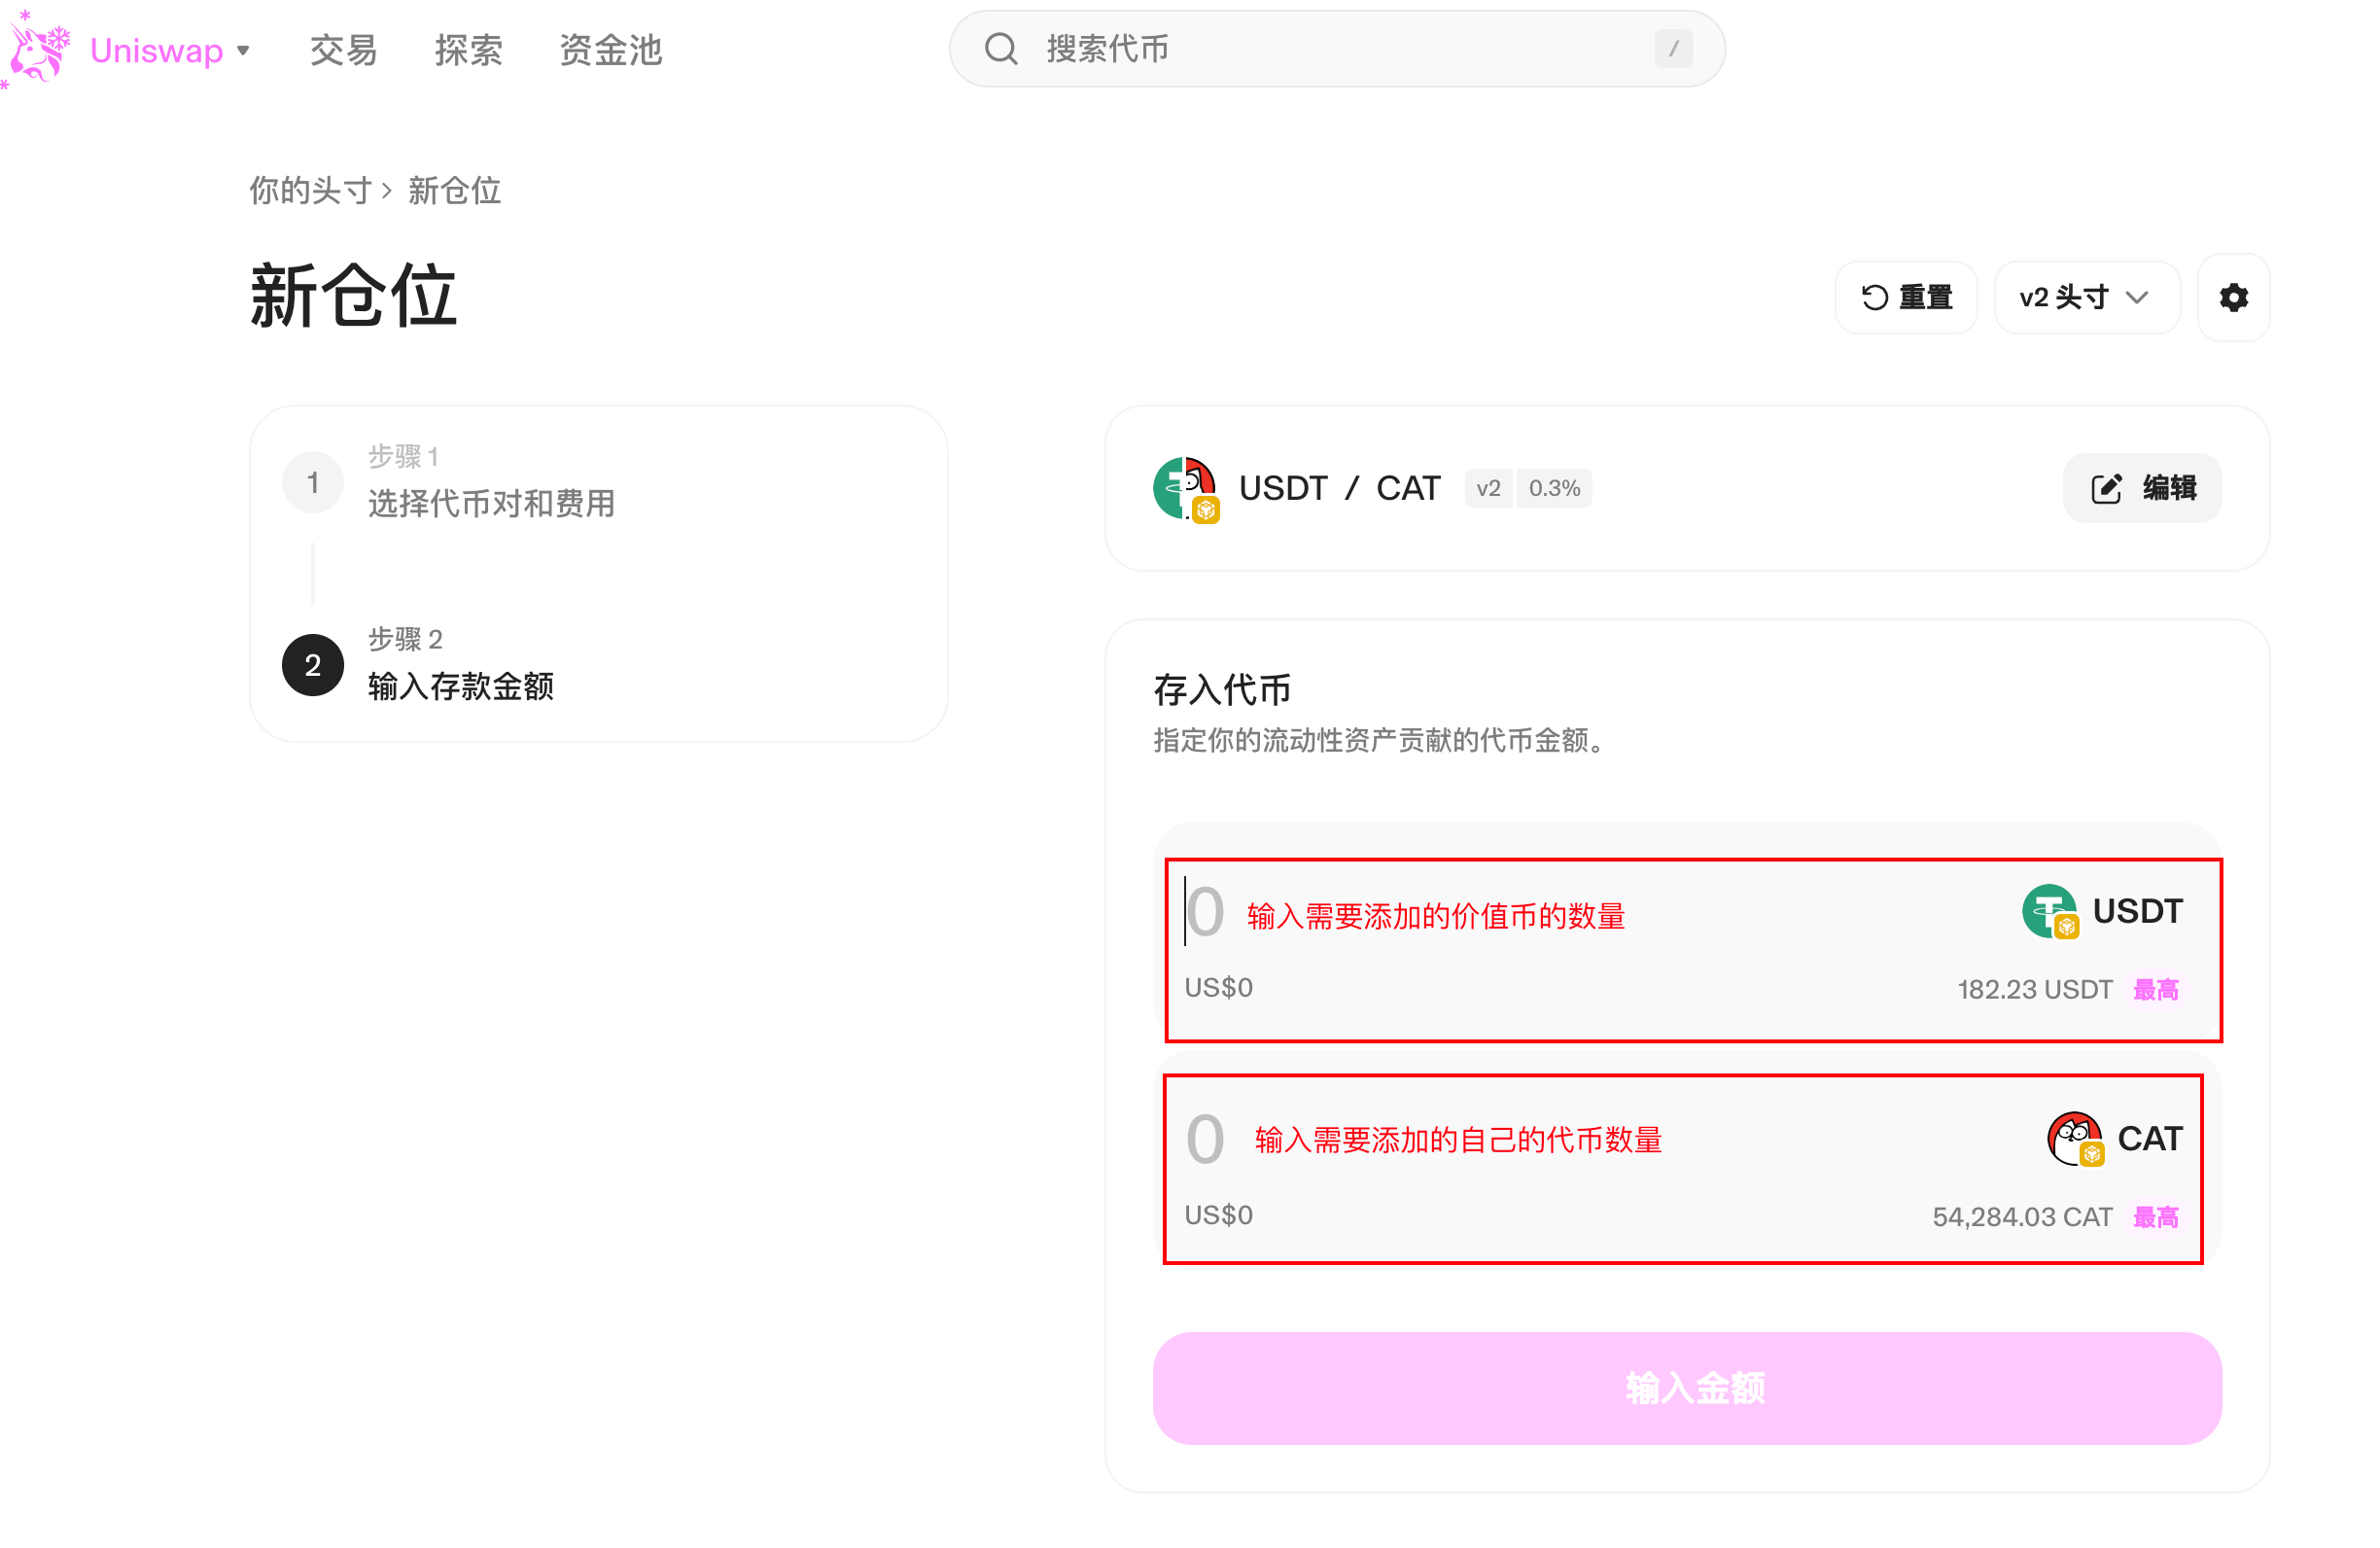 Uniswap 交易 探索 资金池 搜索代币 /
你的头寸 > 新仓位
新仓位
重置 v2 头寸
1 步骤 1
选择代币对和费用
2 步骤 2
输入存款金额
USDT / CAT v2 0.3% 编辑
存入代币
指定你的流动性资产贡献的代币金额。
0 输入需要添加的价值币的数量 USDT
US$0 182.23 USDT 最高
0 输入需要添加的自己的代币数量 CAT
US$0 54,284.03 CAT 最高
输入金额